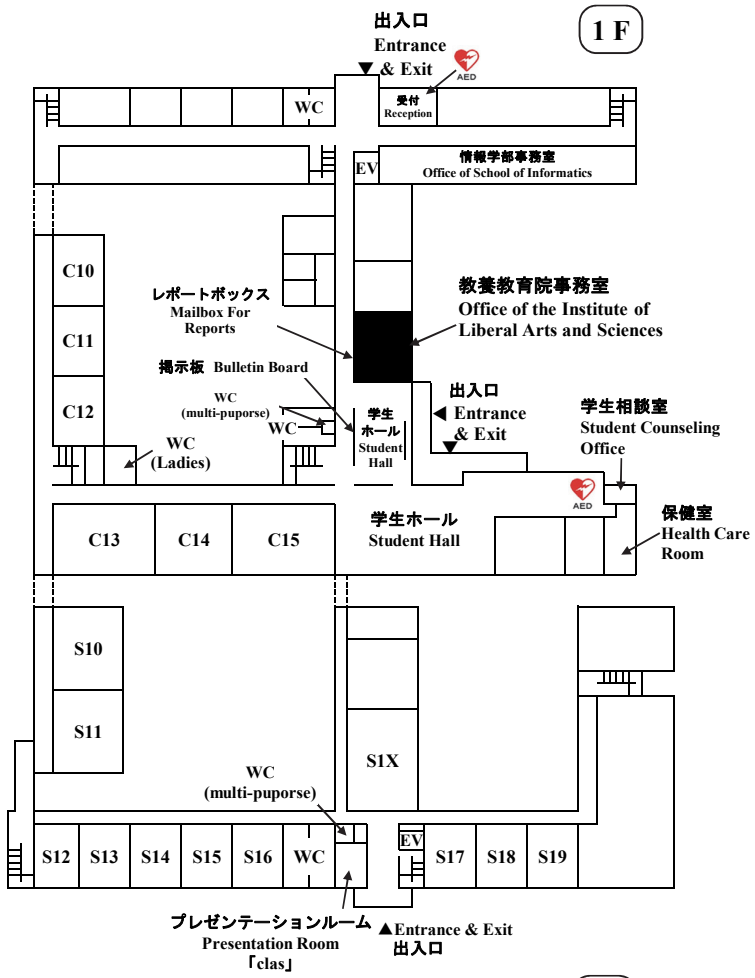 出入口
Entrance
& Exit
1 F
AED
WC
受付
Reception
EV
情報学部事務室
Office of School of Informatics
C10
レポートボックス
Mailbox For
Reports
教養教育院事務室
Office of the Institute of
Liberal Arts and Sciences
C11
掲示板 Bulletin Board
C12
WC
(multi-puporse)
WC
学生
ホール
Student
Hall
出入口
Entrance
& Exit
学生相談室
Student Counseling
Office
WC
(Ladies)
AED
C13
C14
C15
学生ホール
Student Hall
保健室
Health Care
Room
S10
S11
S1X
WC
(multi-puporse)
S12
S13
S14
S15
S16
WC
EV
S17
S18
S19
プレゼンテーションルーム
Presentation Room
「clas」
▲Entrance & Exit
出入口